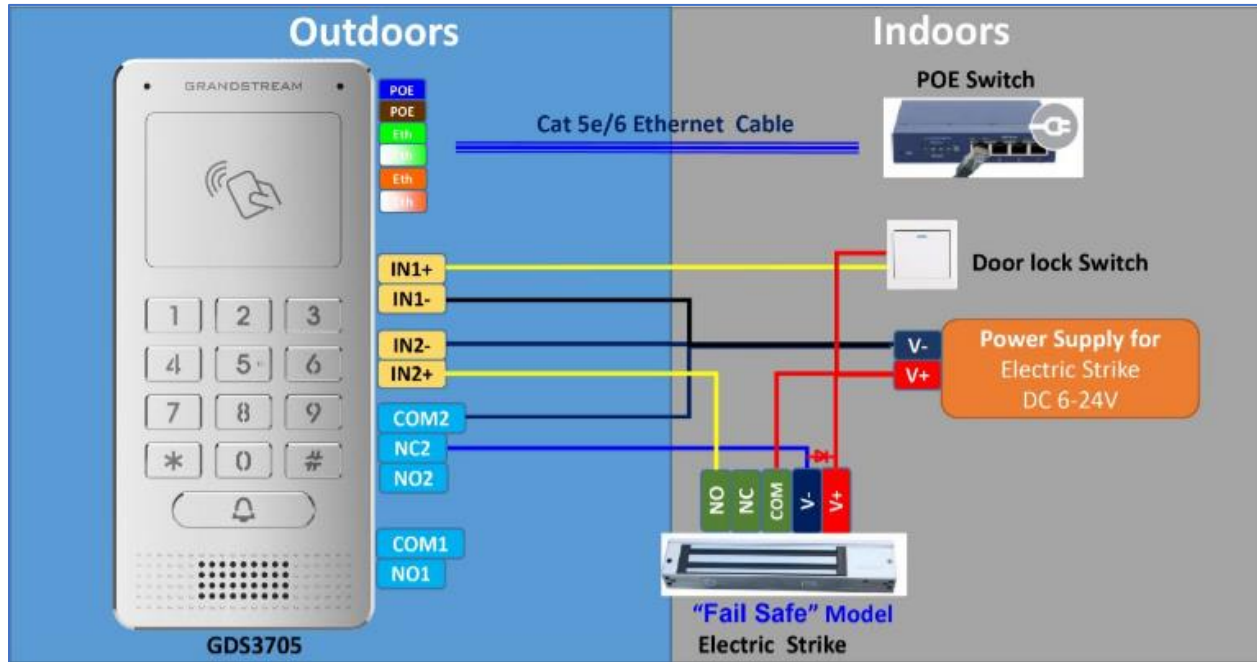 Outdoors
Indoors
GRANDSTREAM
POE
POE
Eth
Eth
Eth
Cat 5e/6 Ethernet Cable
POE Switch
IN1+
IN1-
IN2-
IN2+
COM2
NC2
NO2
COM1
NO1
1 2 3
4 5 6
7 8 9
* 0 #
Door lock Switch
V-
V+
Power Supply for
Electric Strike
DC 6-24V
NO
NC
COM
V-
V+
"Fail Safe" Model
Electric Strike
GDS3705